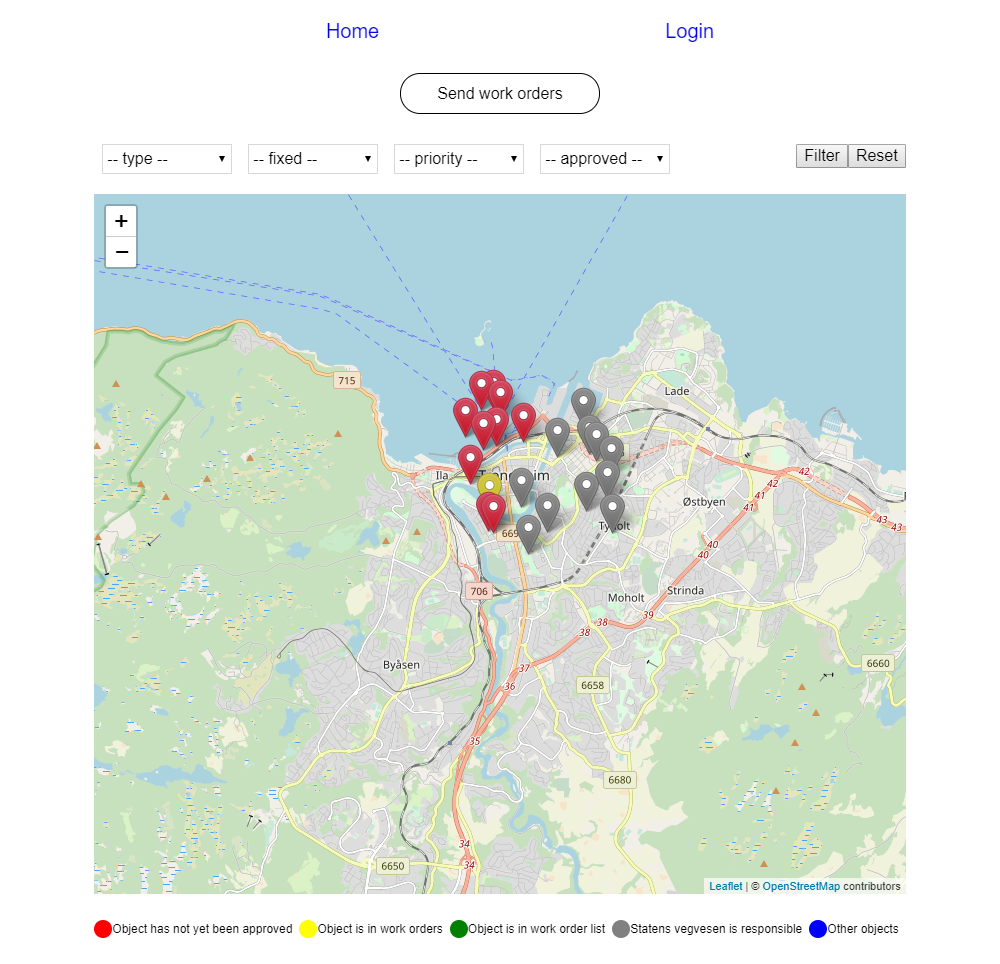 Home Login
Send work orders
-- type -- -- fixed -- -- priority -- -- approved -- Filter Reset
+
−
715
Lade
Ila
42
42
41
Østbyen
41
43
43
Tyholt
40
40
706
Strinda
Moholt
39
38
38
Byåsen
6660
37
36
6658
35
6680
34
34
6650
Leaflet | © OpenStreetMap contributors
Object has not yet been approved Object is in work orders Object is in work order list Statens vegvesen is responsible Other objects